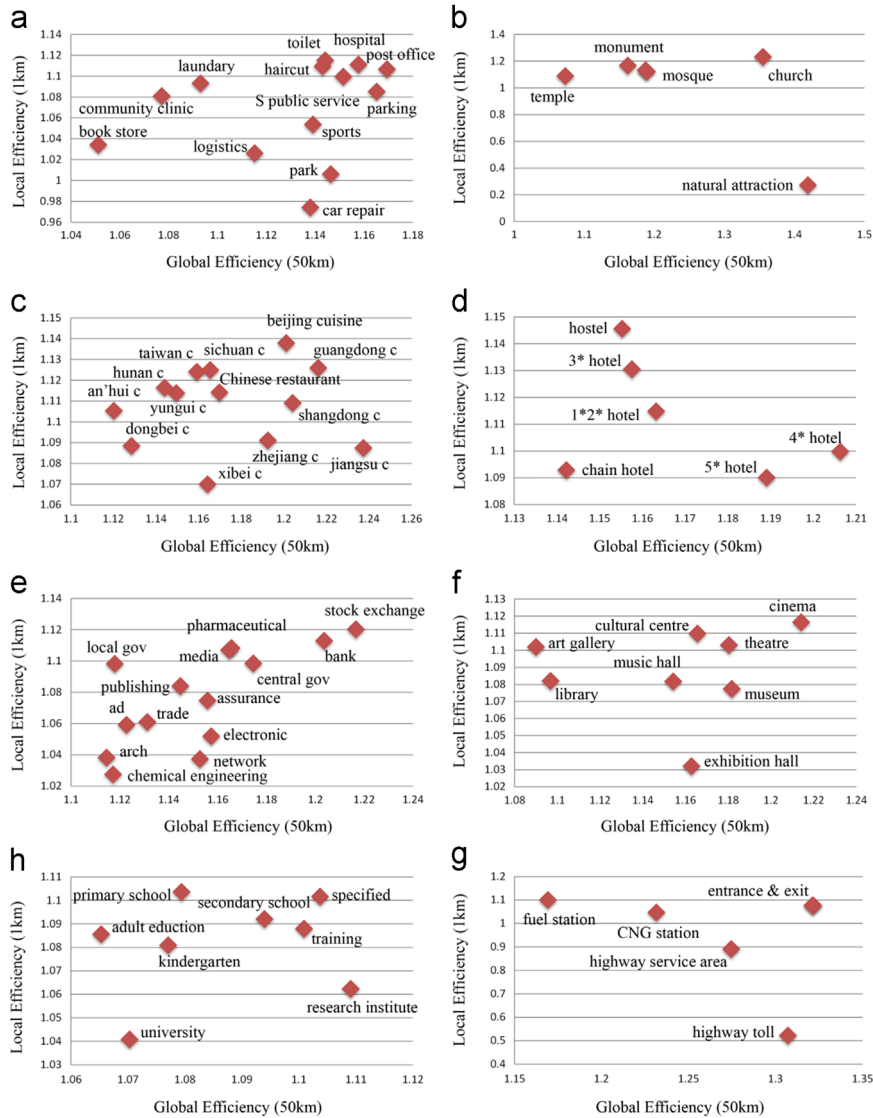 a
Local Efficiency (1km)
1.14
1.12
1.1
1.08
1.06
1.04
1.02
1
0.98
0.96
toilet
hospital
post office
haircut
laundary
S public service
parking
community clinic
book store
sports
logistics
park
car repair
1.04
1.06
1.08
1.1
1.12
1.14
1.16
1.18
Global Efficiency (50km)
b
Local Efficiency (1km)
1.4
1.2
1
0.8
0.6
0.4
0.2
0
monument
mosque
church
temple
natural attraction
1
1.1
1.2
1.3
1.4
1.5
Global Efficiency (50km)
c
Local Efficiency (1km)
1.15
1.14
1.13
1.12
1.11
1.1
1.09
1.08
1.07
1.06
beijing cuisine
taiwan c
sichuan c
guangdong c
hunan c
Chinese restaurant
an'hui c
yungui c
shangdong c
dongbei c
zhejiang c
jiangsu c
xibei c
1.1
1.12
1.14
1.16
1.18
1.2
1.22
1.24
1.26
Global Efficiency (50km)
d
Local Efficiency (1km)
1.15
1.14
1.13
1.12
1.11
1.1
1.09
1.08
hostel
3* hotel
1*2* hotel
4* hotel
chain hotel
5* hotel
1.13
1.14
1.15
1.16
1.17
1.18
1.19
1.2
1.21
Global Efficiency (50km)
e
Local Efficiency (1km)
1.14
1.12
1.1
1.08
1.06
1.04
1.02
stock exchange
pharmaceutical
local gov
media
bank
central gov
publishing
assurance
ad
trade
electronic
arch
network
chemical engineering
1.1
1.12
1.14
1.16
1.18
1.2
1.22
1.24
Global Efficiency (50km)
f
Local Efficiency (1km)
1.13
1.12
1.11
1.1
1.09
1.08
1.07
1.06
1.05
1.04
1.03
1.02
cinema
cultural centre
art gallery
theatre
music hall
library
museum
exhibition hall
1.08
1.1
1.12
1.14
1.16
1.18
1.2
1.22
1.24
Global Efficiency (50km)
h
Local Efficiency (1km)
1.11
1.1
1.09
1.08
1.07
1.06
1.05
1.04
1.03
primary school
specified
secondary school
adult eduction
training
kindergarten
research institute
university
1.06
1.07
1.08
1.09
1.1
1.11
1.12
Global Efficiency (50km)
g
Local Efficiency (1km)
1.2
1.1
1
0.9
0.8
0.7
0.6
0.5
0.4
entrance & exit
fuel station
CNG station
highway service area
highway toll
1.15
1.2
1.25
1.3
1.35
Global Efficiency (50km)